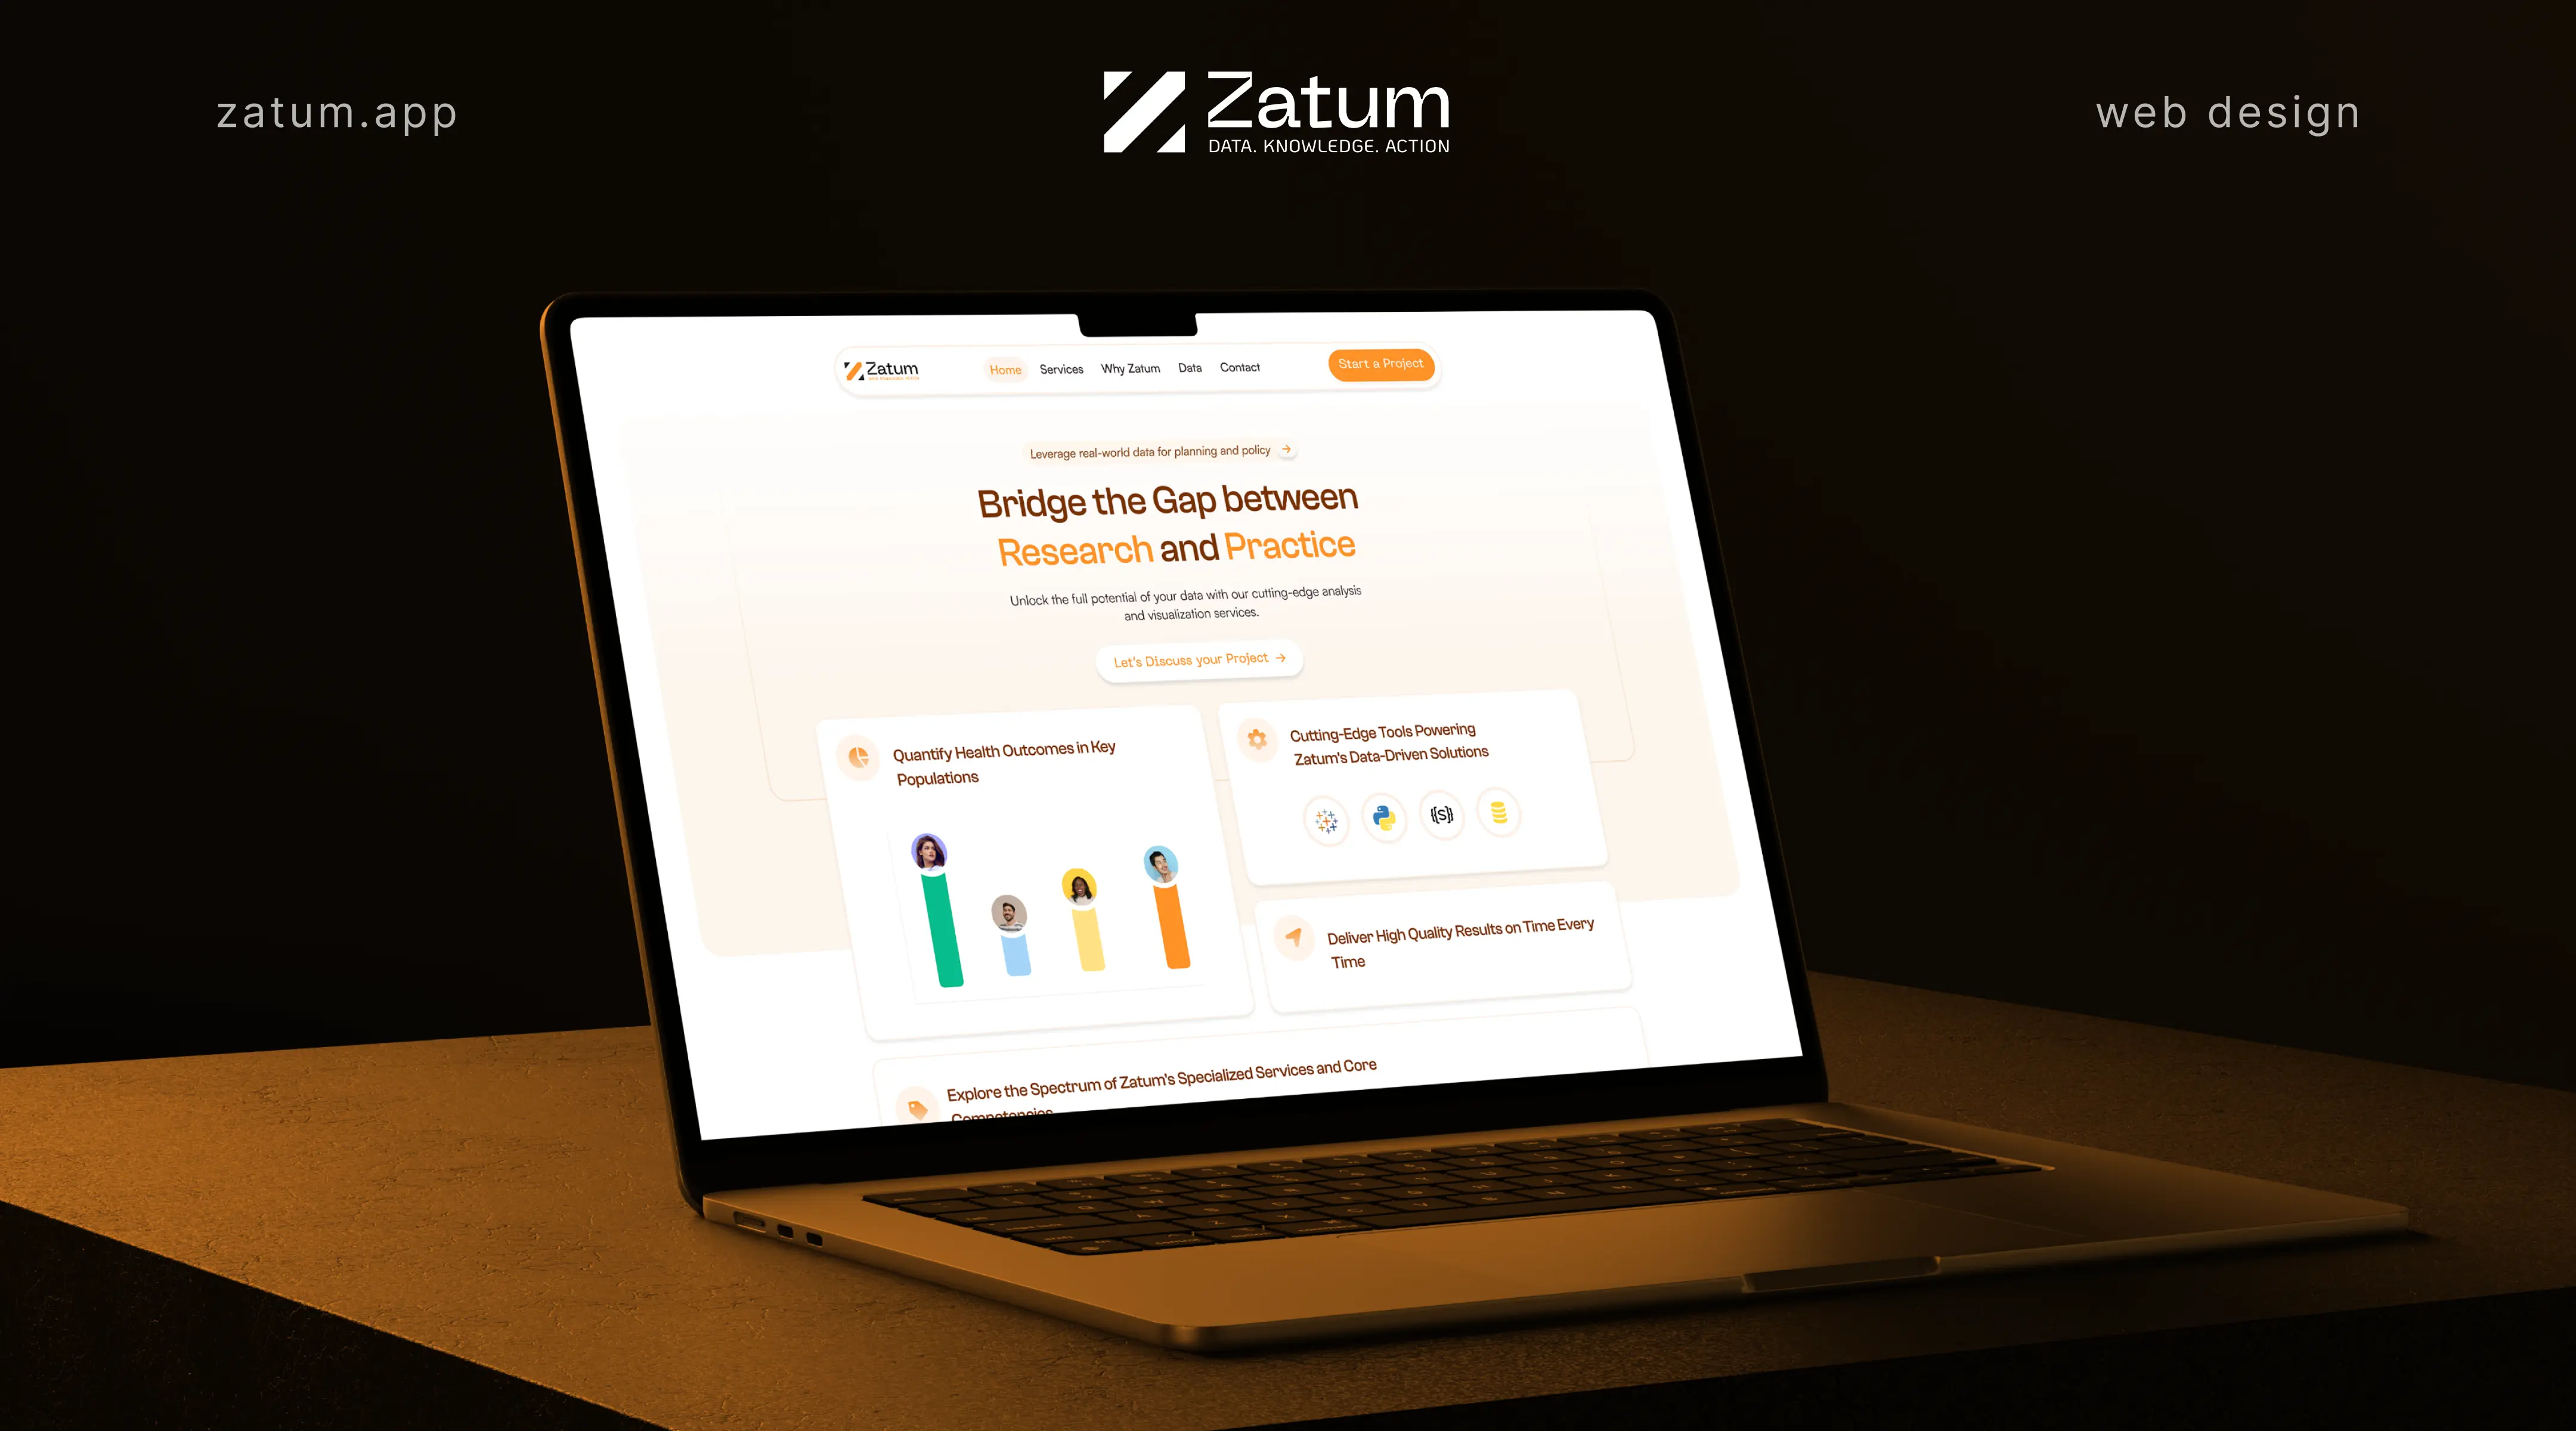 zatum.app
Zatum
DATA. KNOWLEDGE. ACTION
web design
Zatum
Home
Services
Why Zatum
Data
Contact
Start a Project
Leverage real-world data for planning and policy →
Bridge the Gap between
Research and Practice
Unlock the full potential of your data with our cutting-edge analysis
and visualization services.
Let's Discuss your Project →
Quantify Health Outcomes in Key
Populations
Cutting-Edge Tools Powering
Zatum's Data-Driven Solutions
{[S]}
Deliver High Quality Results on Time Every
Time
Explore the Spectrum of Zatum's Specialized Services and Core
Competencies